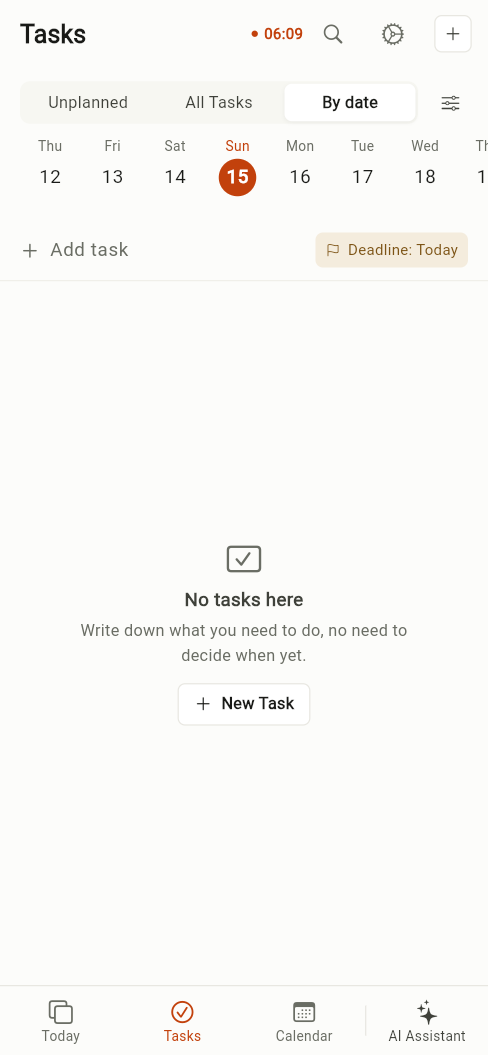 Tasks
06:09
Unplanned All Tasks By date
Thu Fri Sat Sun Mon Tue Wed Th
12 13 14 15 16 17 18 1
Add task Deadline: Today
No tasks here
Write down what you need to do, no need to
decide when yet.
New Task
Today Tasks Calendar AI Assistant